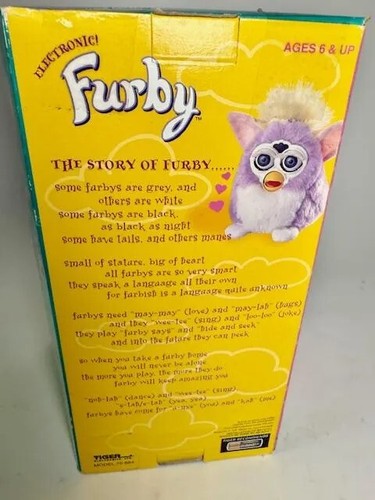 ELECTRONIC!
Furby™
AGES 6 & UP
THE STORY OF FURBY......
some furbys are grey, and
others are white
some furbys are black,
as black as night
some have tails, and others manes
small of stature, big of heart
all furbys are so very smart
they speak a language all their own
for furbish is a language quite unknown
furbys need "may-may" (love) and "may-lah" (hugs)
and they "wee-tee" (sing) and "loo-loo" (joke)
they play "furby says" and "hide and seek"
and into the future they can peek
so when you take a furby home
you will never be alone
the more you play, the more they do
furby will keep amazing you
"noh-lah" (dance) and "wee-tee" (sing)
"e-tah/e-tah" (yea, yea)
furbys have come for (you) and "kah" (me)
TIGER